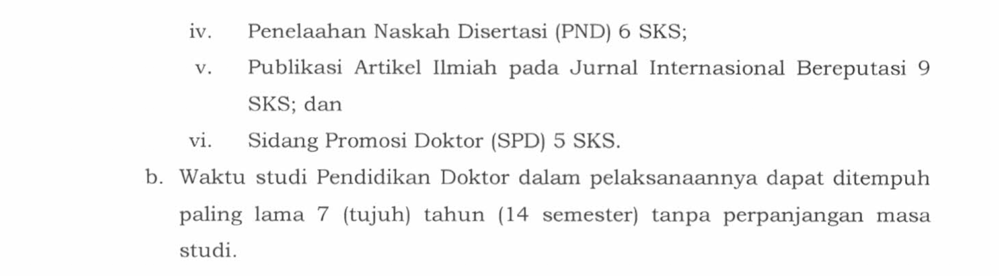 iv. Penelaahan Naskah Disertasi (PND) 6 SKS;
v. Publikasi Artikel Ilmiah pada Jurnal Internasional Bereputasi 9
SKS; dan
vi. Sidang Promosi Doktor (SPD) 5 SKS.
b. Waktu studi Pendidikan Doktor dalam pelaksanaannya dapat ditempuh
paling lama 7 (tujuh) tahun (14 semester) tanpa perpanjangan masa
studi.